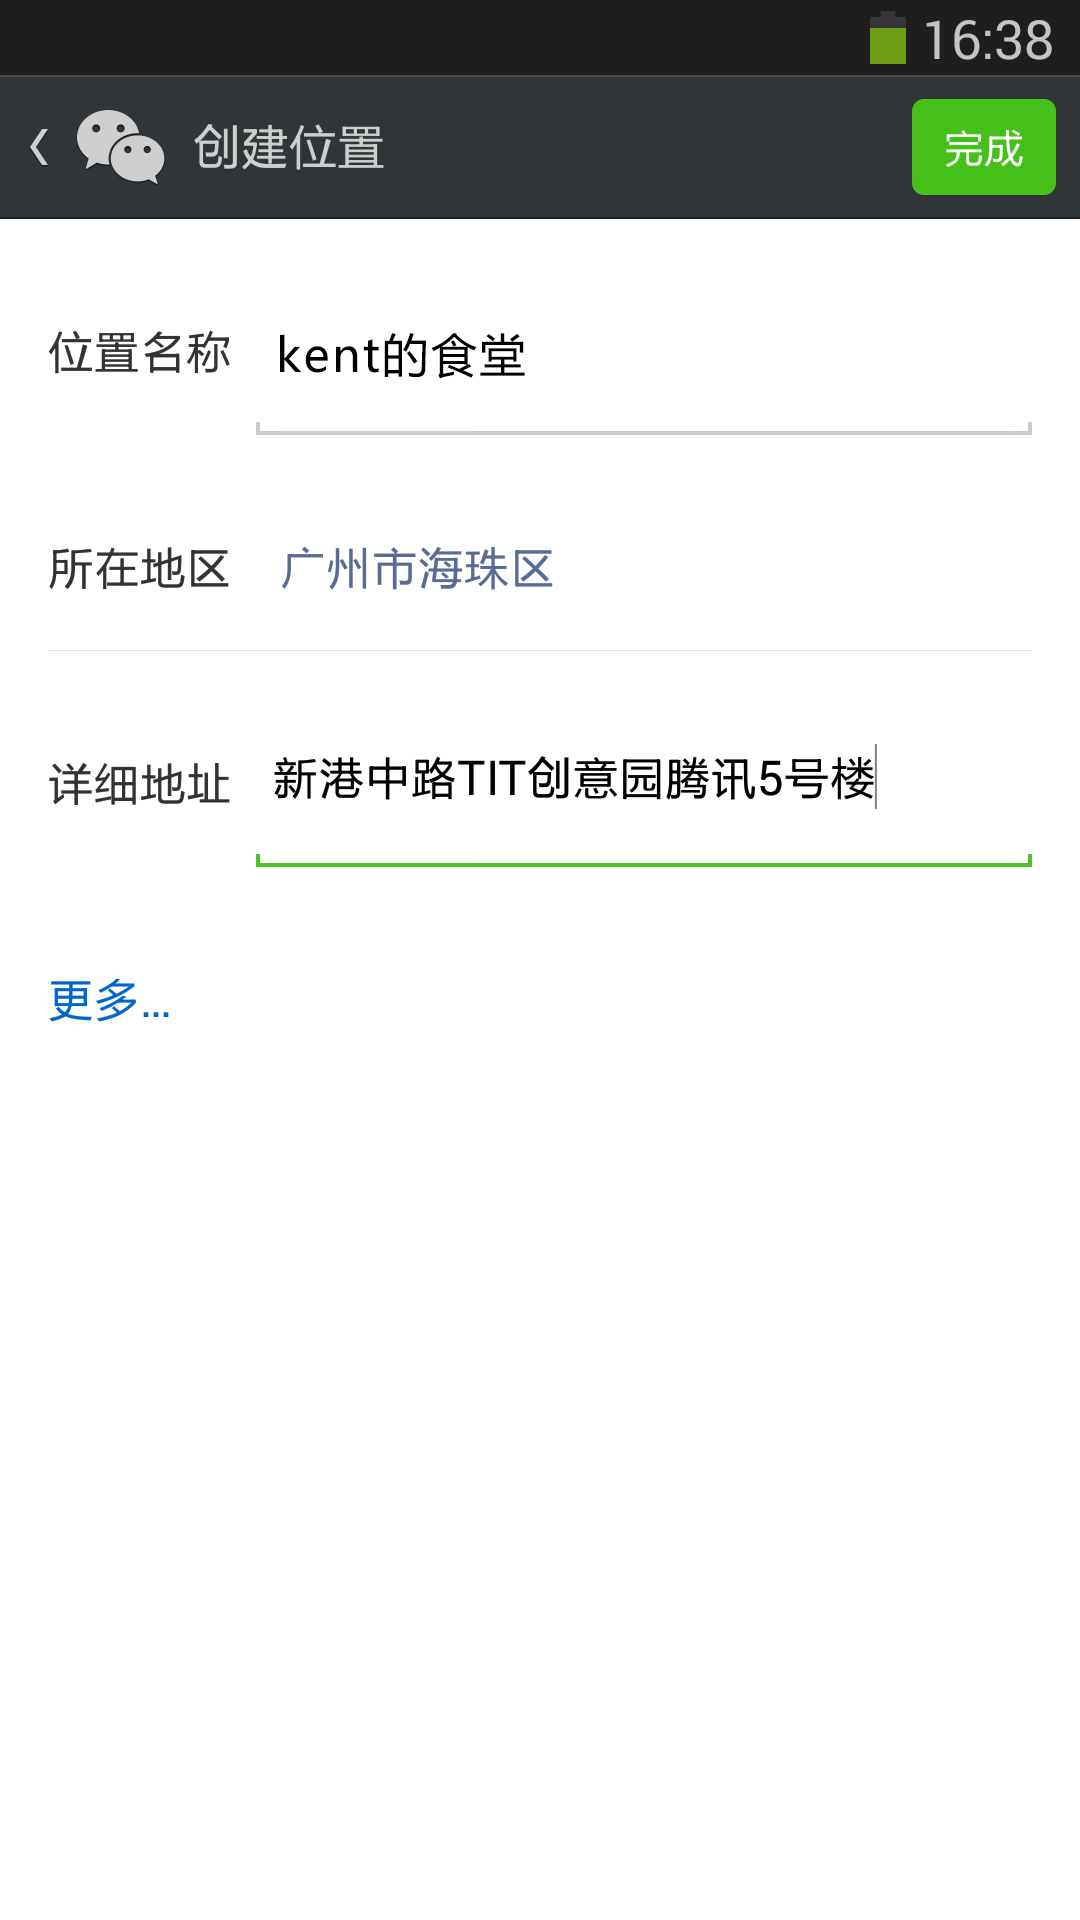 16:38
创建位置
完成
位置名称 kent的食堂
所在地区 广州市海珠区
详细地址 新港中路TIT创意园腾讯5号楼
更多...